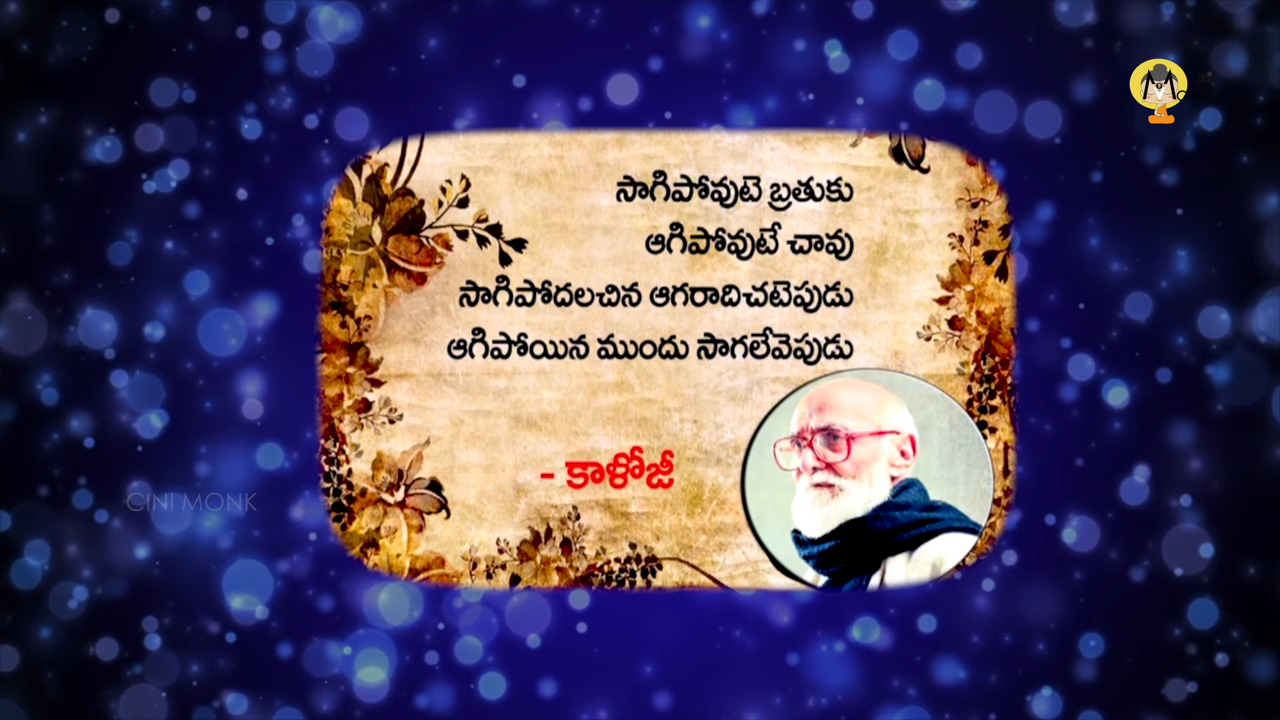 సాగిపోవుటె బ్రతుకు
ఆగిపోవుటే చావు
సాగిపోదలచిన ఆగరాదిచటెపుడు
ఆగిపోయిన ముందు సాగలేవెపుడు
- కాళోజీ
CINI MONK